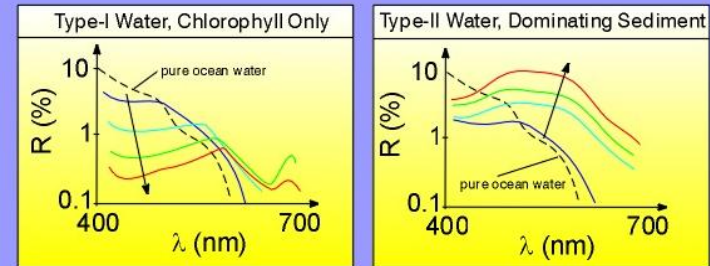 Type-I Water, Chlorophyll Only
10
pure ocean water
R (%)
1
0.1
400
700
λ (nm)
Type-II Water, Dominating Sediment
10
R (%)
1
pure ocean water
0.1
400
700
λ (nm)